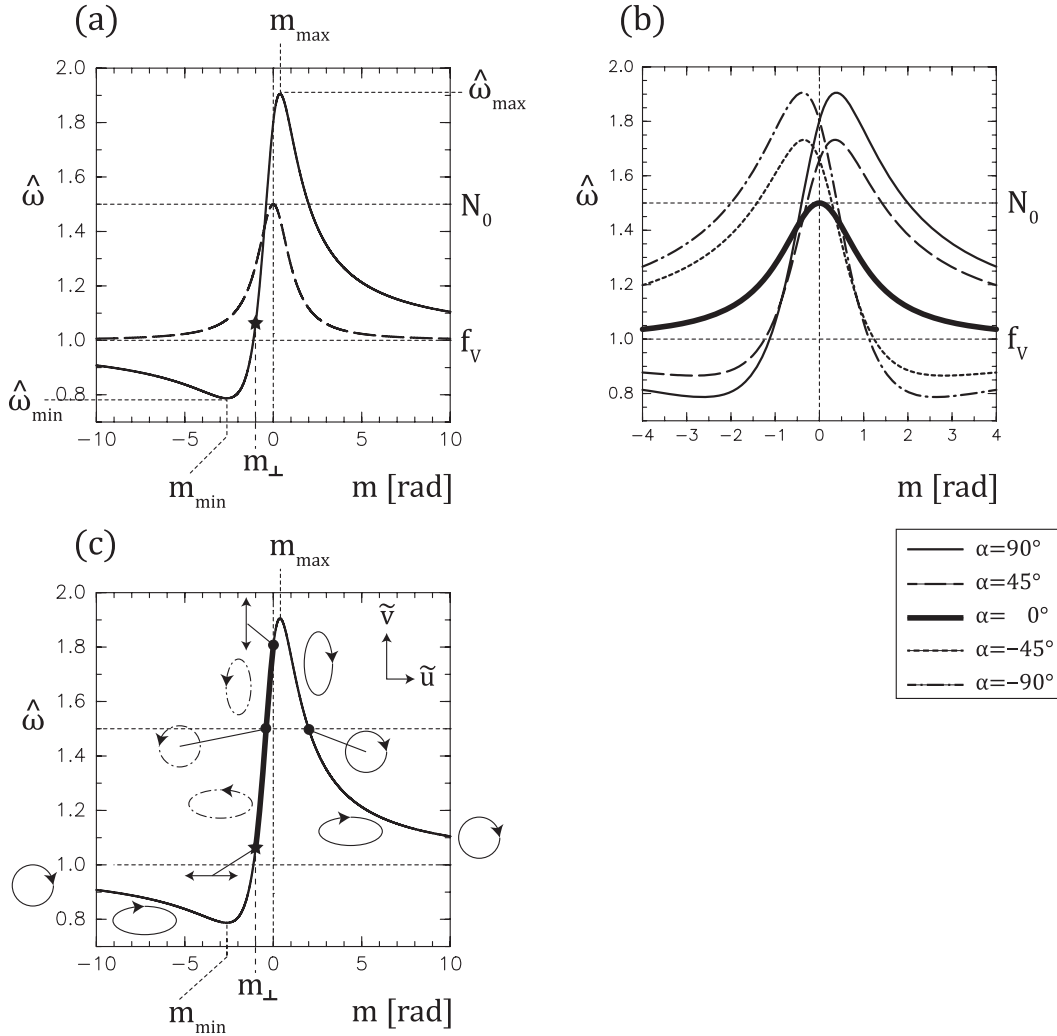 (a)
m_max
2.0
1.8
1.6
1.4
1.2
1.0
0.8
ω̂
ω̂_max
N₀
f_V
ω̂_min
−10
−5
0
5
10
m_⊥
m_min
m [rad]
(b)
2.0
1.8
1.6
1.4
1.2
1.0
0.8
ω̂
N₀
f_V
−4
−3
−2
−1
0
1
2
3
4
m [rad]
α=90°
α=45°
α= 0°
α=−45°
α=−90°
(c)
m_max
2.0
1.8
1.6
1.4
1.2
1.0
0.8
ω̂
ṽ
ũ
−10
−5
0
5
10
m_⊥
m_min
m [rad]